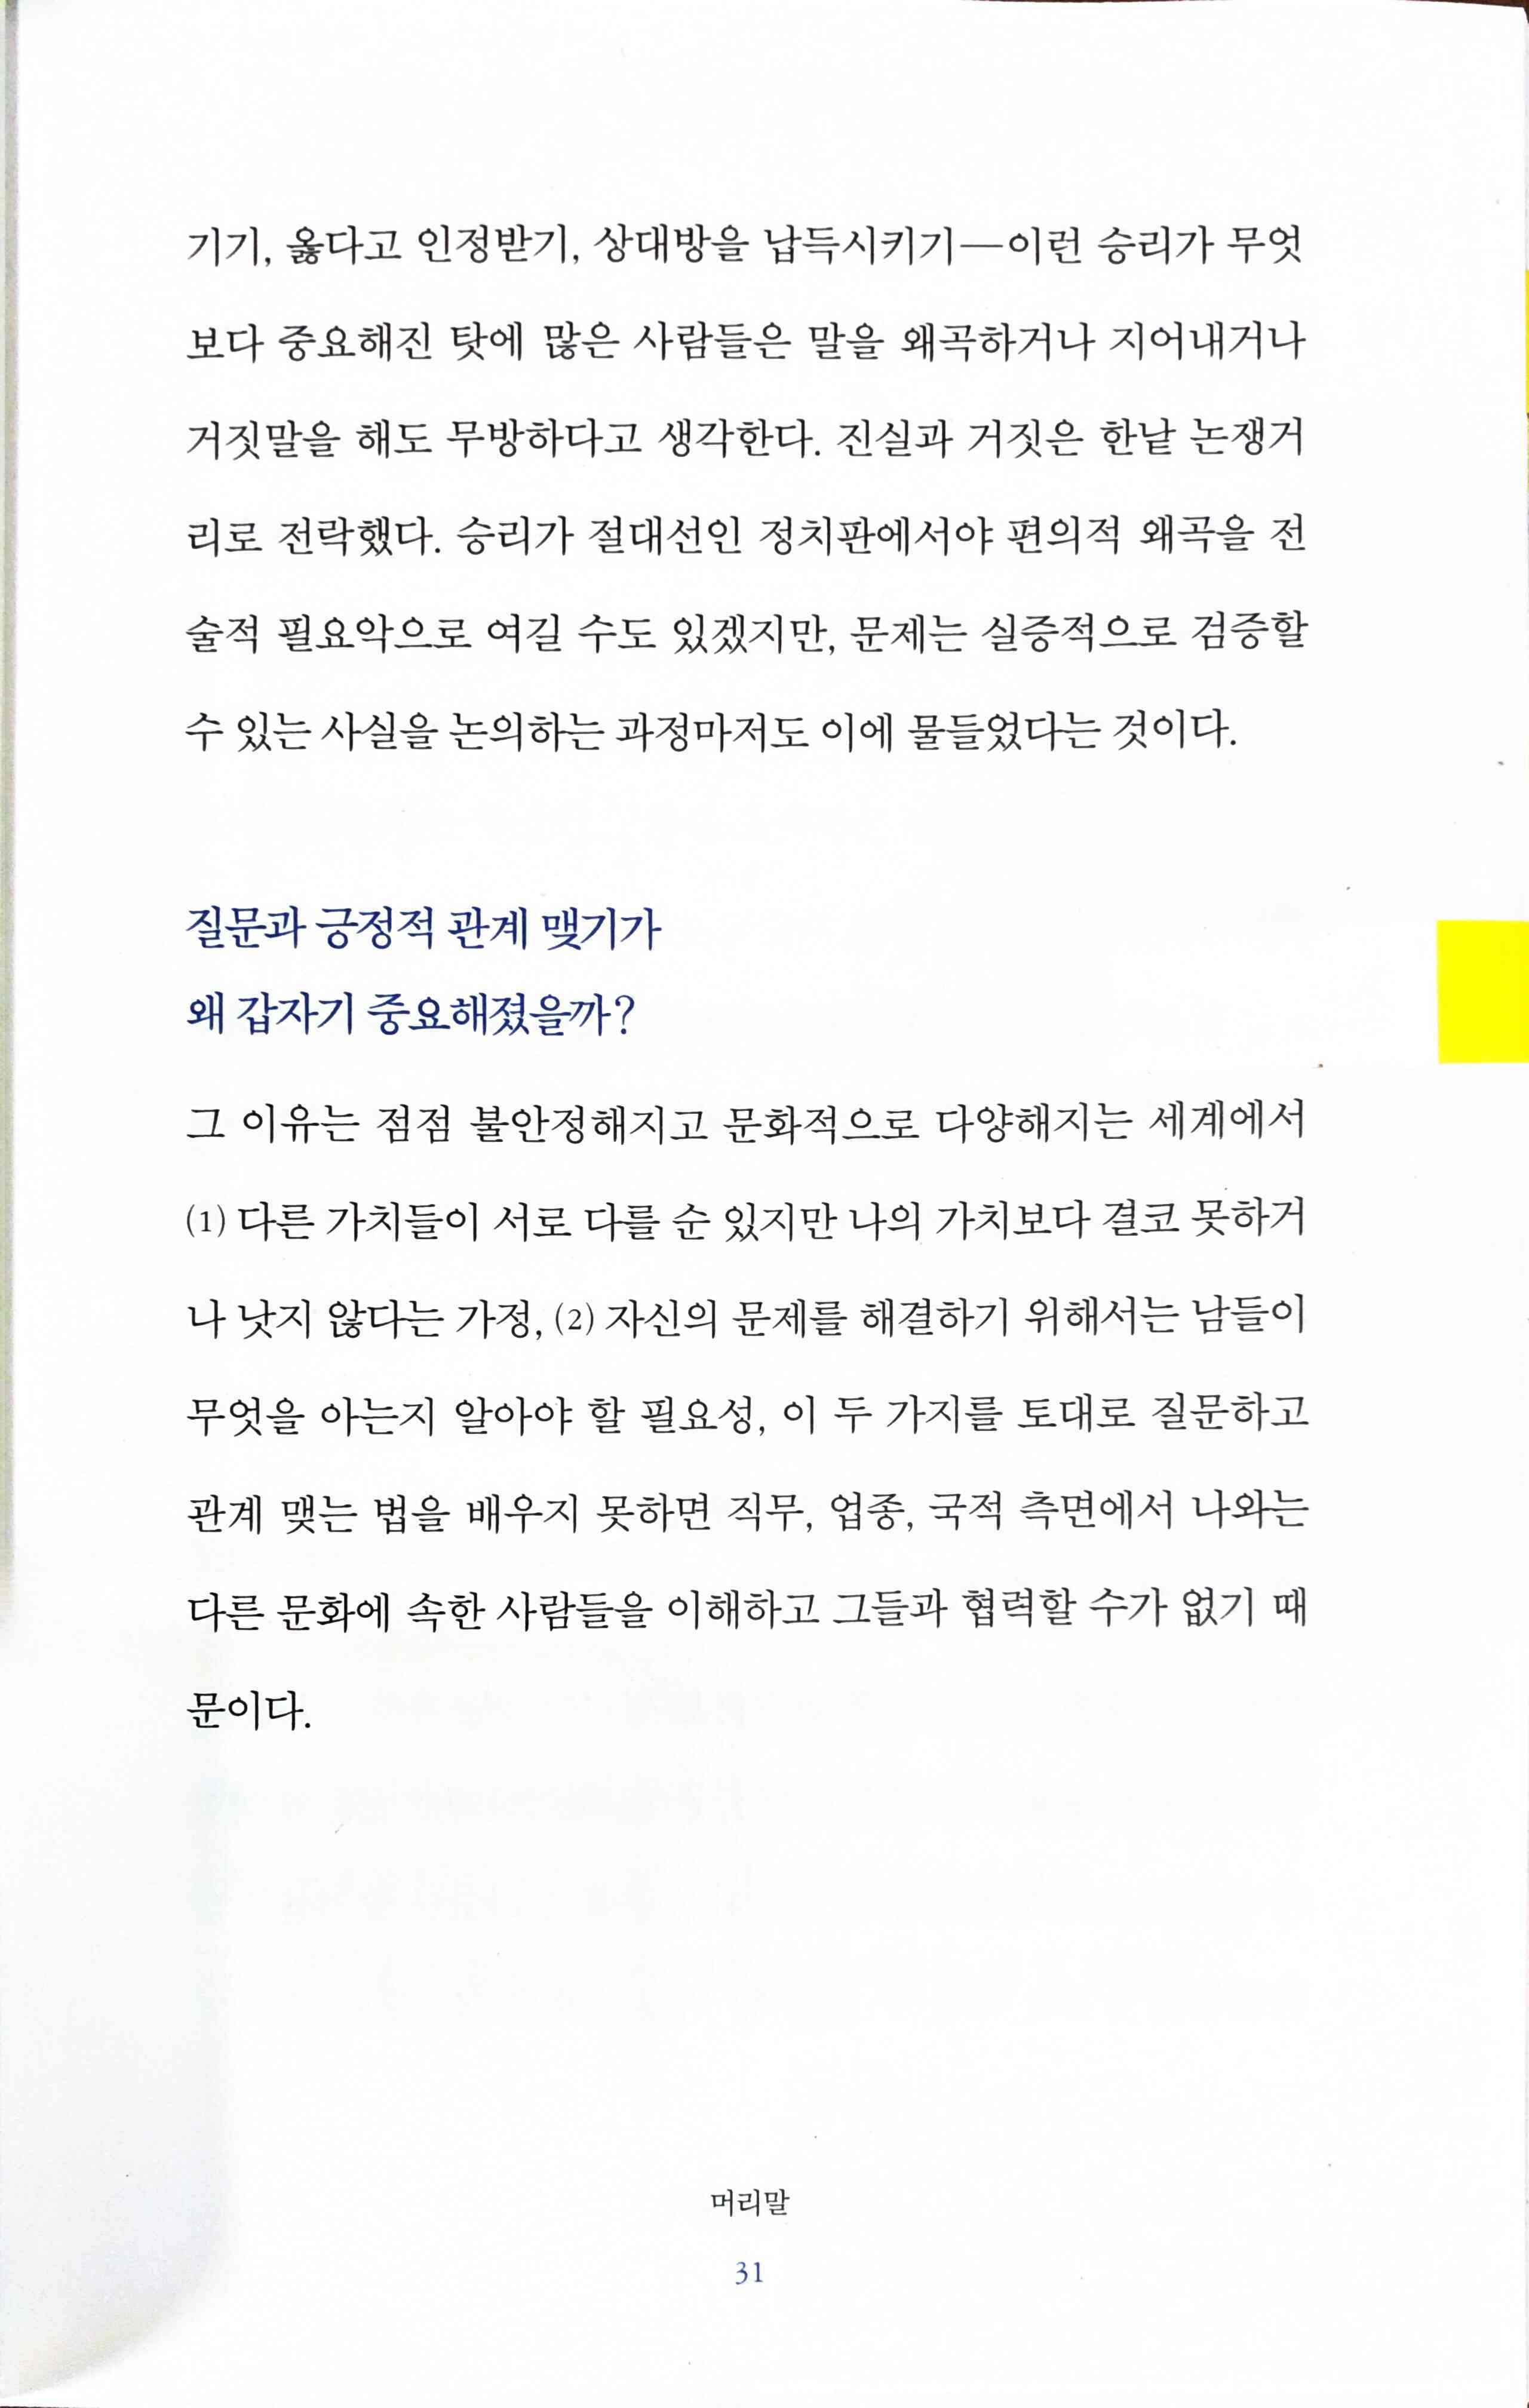 기기, 옳다고 인정받기, 상대방을 납득시키기—이런 승리가 무엇
보다 중요해진 탓에 많은 사람들은 말을 왜곡하거나 지어내거나
거짓말을 해도 무방하다고 생각한다. 진실과 거짓은 한낱 논쟁거
리로 전락했다. 승리가 절대선인 정치판에서야 편의적 왜곡을 전
술적 필요악으로 여길 수도 있겠지만, 문제는 실증적으로 검증할
수 있는 사실을 논의하는 과정마저도 이에 물들었다는 것이다.
질문과 긍정적 관계 맺기가
왜 갑자기 중요해졌을까?
그 이유는 점점 불안정해지고 문화적으로 다양해지는 세계에서
(1) 다른 가치들이 서로 다를 순 있지만 나의 가치보다 결코 못하거
나 낫지 않다는 가정, (2) 자신의 문제를 해결하기 위해서는 남들이
무엇을 아는지 알아야 할 필요성, 이 두 가지를 토대로 질문하고
관계 맺는 법을 배우지 못하면 직무, 업종, 국적 측면에서 나와는
다른 문화에 속한 사람들을 이해하고 그들과 협력할 수가 없기 때
문이다.
머리말
31